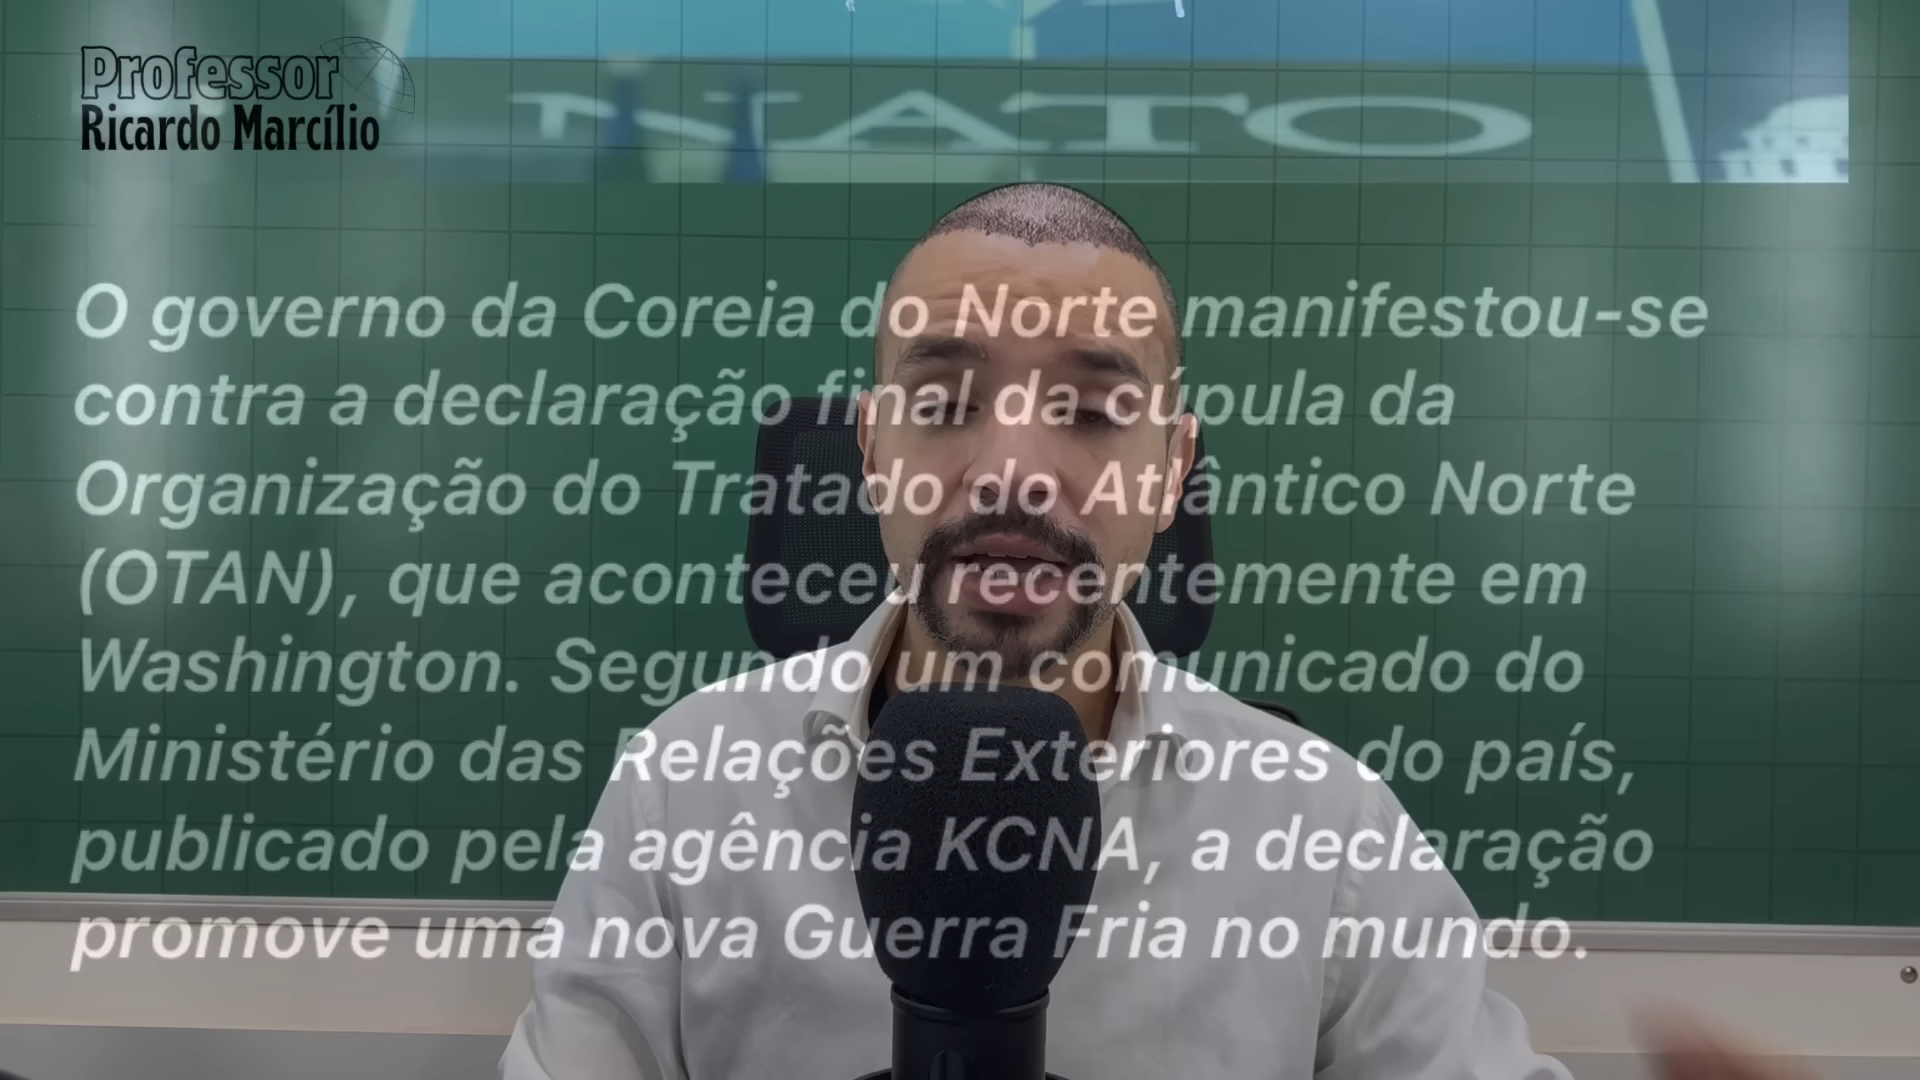 Professor
Ricardo Marcílio
NATO
O governo da Coreia do Norte manifestou-se
contra a declaração final da cúpula da
Organização do Tratado do Atlântico Norte
(OTAN), que aconteceu recentemente em
Washington. Segundo um comunicado do
Ministério das Relações Exteriores do país,
publicado pela agência KCNA, a declaração
promove uma nova Guerra Fria no mundo.